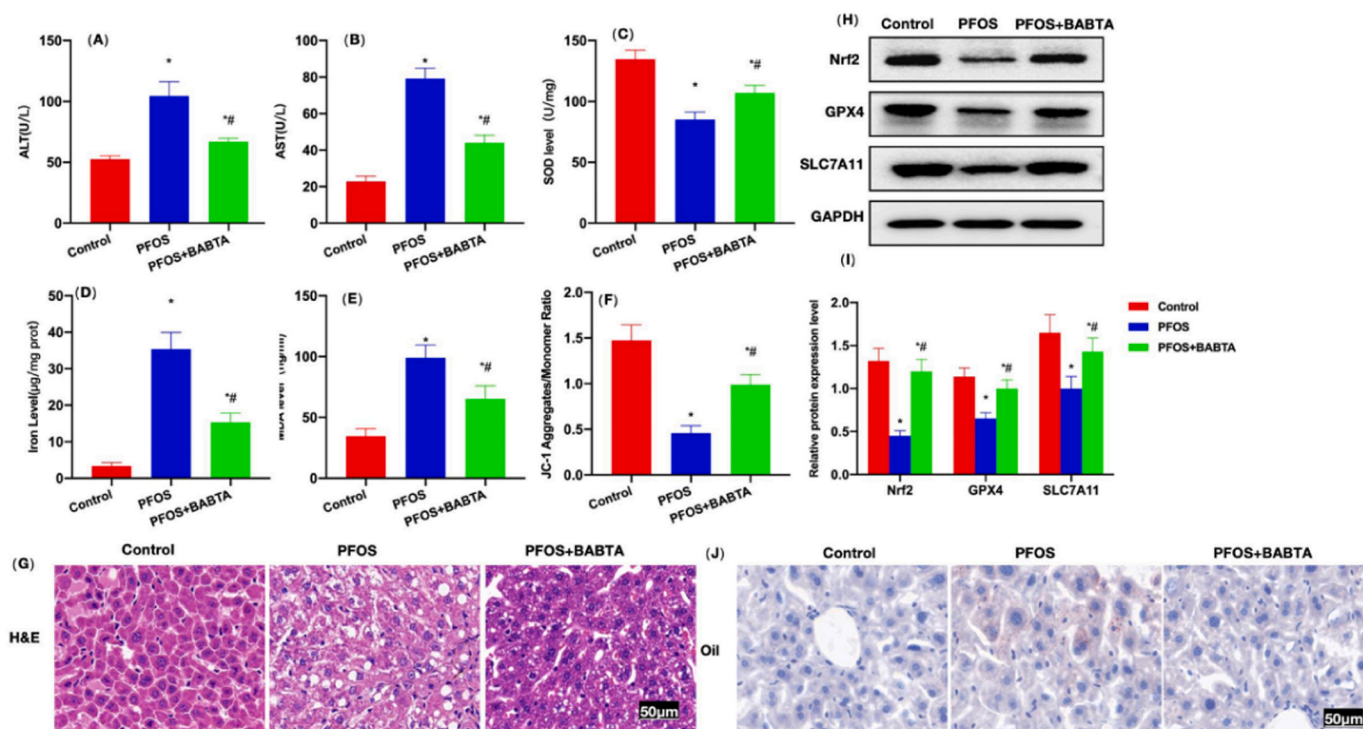 (A)
ALT(U/L)
150
100
50
0
*
*#
Control
PFOS
PFOS+BABTA
(B)
AST(U/L)
100
80
60
40
20
0
*
*#
Control
PFOS
PFOS+BABTA
(C)
SOD level (U/mg)
150
100
50
0
*
*#
Control
PFOS
PFOS+BABTA
(H)
Control PFOS PFOS+BABTA
Nrf2
GPX4
SLC7A11
GAPDH
(D)
Iron Level(μg/mg prot)
50
40
30
20
10
0
*
*#
Control
PFOS
PFOS+BABTA
(E)
level
150
100
50
0
*
*#
Control
PFOS
PFOS+BABTA
(F)
JC-1 Aggregates/Monomer Ratio
2.0
1.5
1.0
0.5
0.0
*
*#
Control
PFOS
PFOS+BABTA
(I)
Relative protein expression level
2.0
1.5
1.0
0.5
0.0
*
*#
*
*#
*
*#
Nrf2 GPX4 SLC7A11
Control
PFOS
PFOS+BABTA
(G)
Control PFOS PFOS+BABTA
H&E
50μm
(J)
Control PFOS PFOS+BABTA
Oil
50μm